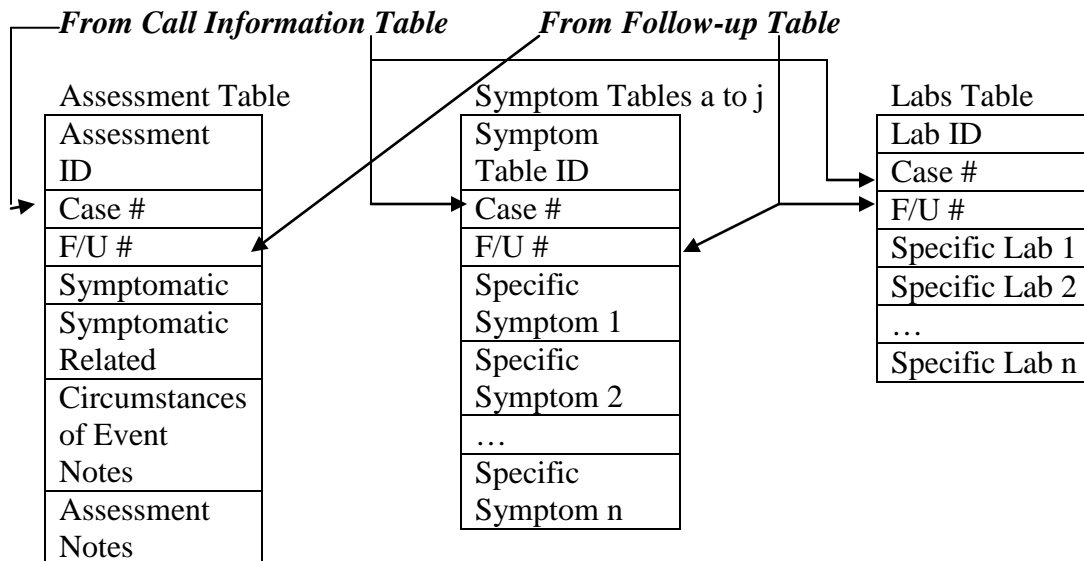 From Call Information Table
From Follow-up Table
Assessment Table
Assessment
ID
Case #
F/U #
Symptomatic
Symptomatic
Related
Circumstances
of Event
Notes
Assessment
Notes
Symptom Tables a to j
Symptom
Table ID
Case #
F/U #
Specific
Symptom 1
Specific
Symptom 2
…
Specific
Symptom n
Labs Table
Lab ID
Case #
F/U #
Specific Lab 1
Specific Lab 2
…
Specific Lab n